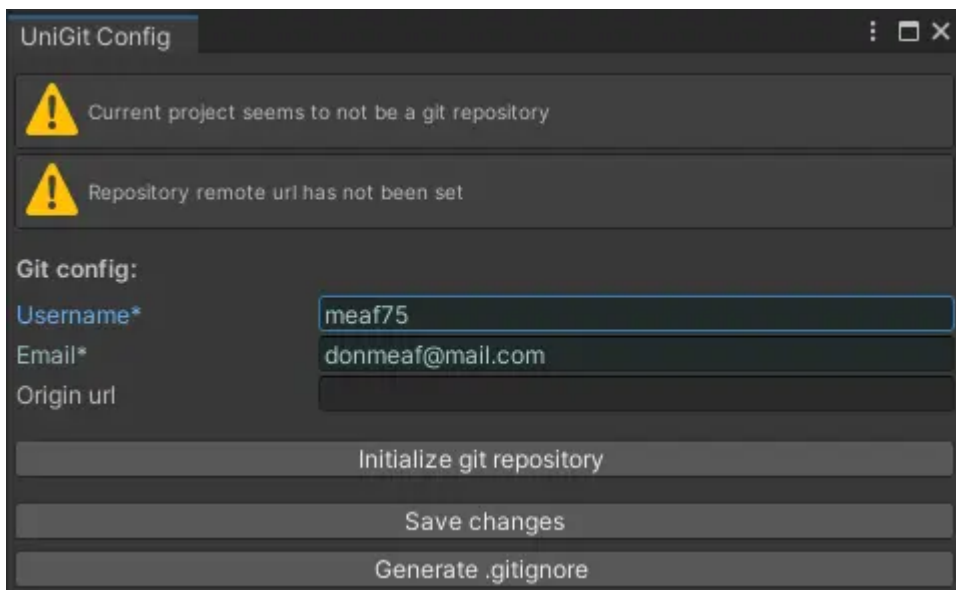 UniGit Config
Current project seems to not be a git repository
Repository remote url has not been set
Git config:
Username* meaf75
Email* donmeaf@mail.com
Origin url
Initialize git repository
Save changes
Generate .gitignore